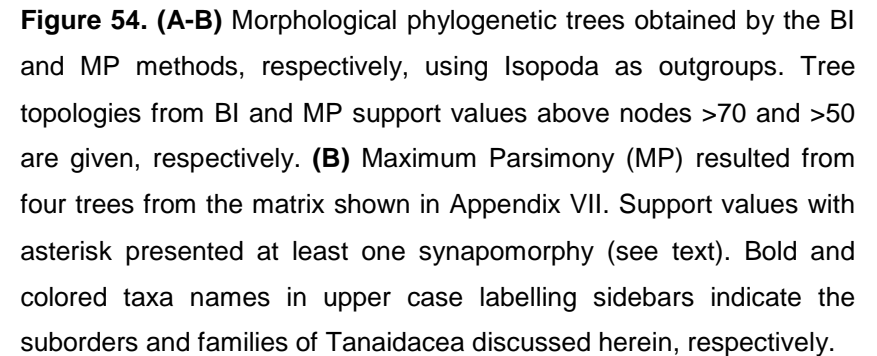 Figure 54. (A-B) Morphological phylogenetic trees obtained by the BI
and MP methods, respectively, using Isopoda as outgroups. Tree
topologies from BI and MP support values above nodes >70 and >50
are given, respectively. (B) Maximum Parsimony (MP) resulted from
four trees from the matrix shown in Appendix VII. Support values with
asterisk presented at least one synapomorphy (see text). Bold and
colored taxa names in upper case labelling sidebars indicate the
suborders and families of Tanaidacea discussed herein, respectively.